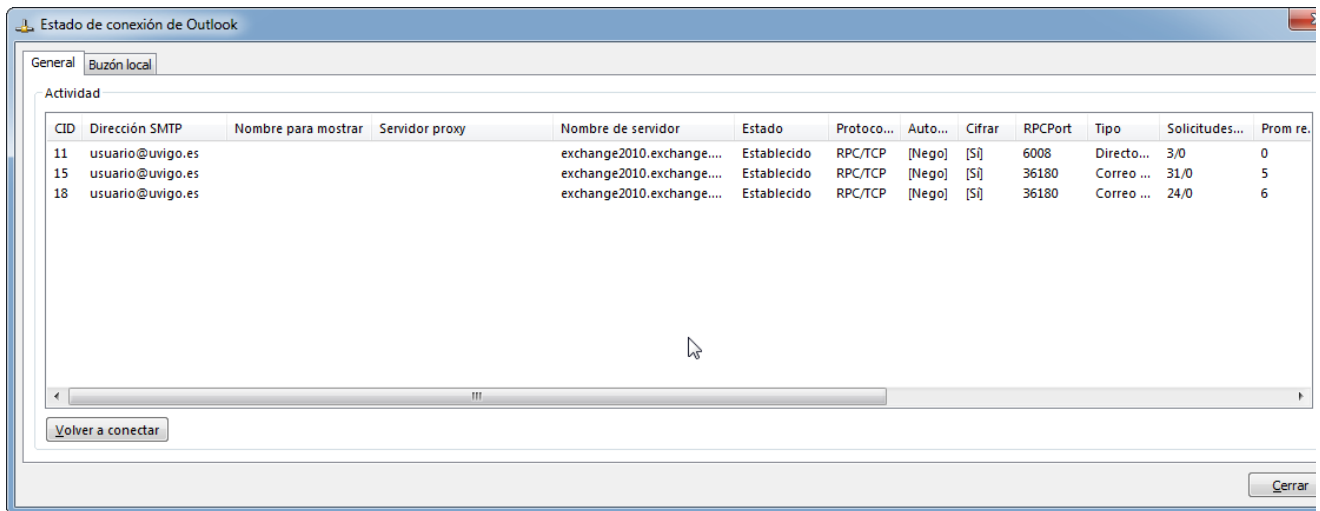 Estado de conexión de Outlook
General Buzón local
Actividad
CID Dirección SMTP Nombre para mostrar Servidor proxy Nombre de servidor Estado Protoco... Auto... Cifrar RPCPort Tipo Solicitudes... Prom re.
11 usuario@uvigo.es exchange2010.exchange.... Establecido RPC/TCP [Nego] [Sí] 6008 Directo... 3/0 0
15 usuario@uvigo.es exchange2010.exchange.... Establecido RPC/TCP [Nego] [Sí] 36180 Correo ... 31/0 5
18 usuario@uvigo.es exchange2010.exchange.... Establecido RPC/TCP [Nego] [Sí] 36180 Correo ... 24/0 6
Volver a conectar
Cerrar